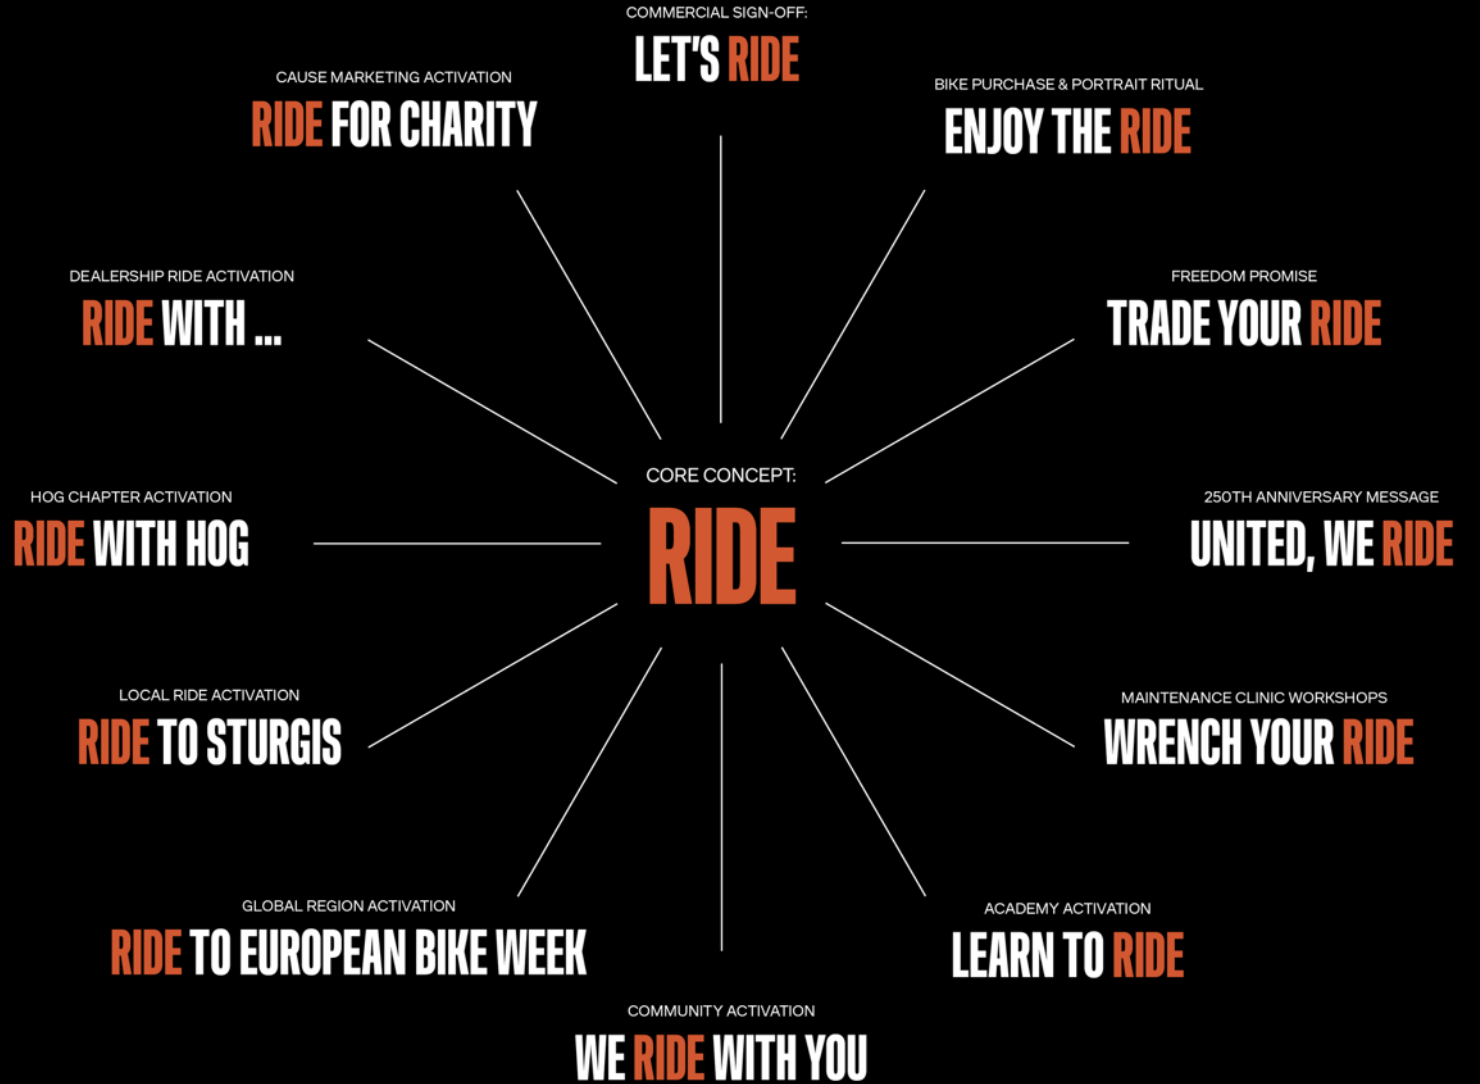 COMMERCIAL SIGN-OFF:
LET'S RIDE
CAUSE MARKETING ACTIVATION
RIDE FOR CHARITY
BIKE PURCHASE & PORTRAIT RITUAL
ENJOY THE RIDE
DEALERSHIP RIDE ACTIVATION
RIDE WITH ...
FREEDOM PROMISE
TRADE YOUR RIDE
CORE CONCEPT:
RIDE
HOG CHAPTER ACTIVATION
RIDE WITH HOG
250TH ANNIVERSARY MESSAGE
UNITED, WE RIDE
LOCAL RIDE ACTIVATION
RIDE TO STURGIS
MAINTENANCE CLINIC WORKSHOPS
WRENCH YOUR RIDE
GLOBAL REGION ACTIVATION
RIDE TO EUROPEAN BIKE WEEK
ACADEMY ACTIVATION
LEARN TO RIDE
COMMUNITY ACTIVATION
WE RIDE WITH YOU